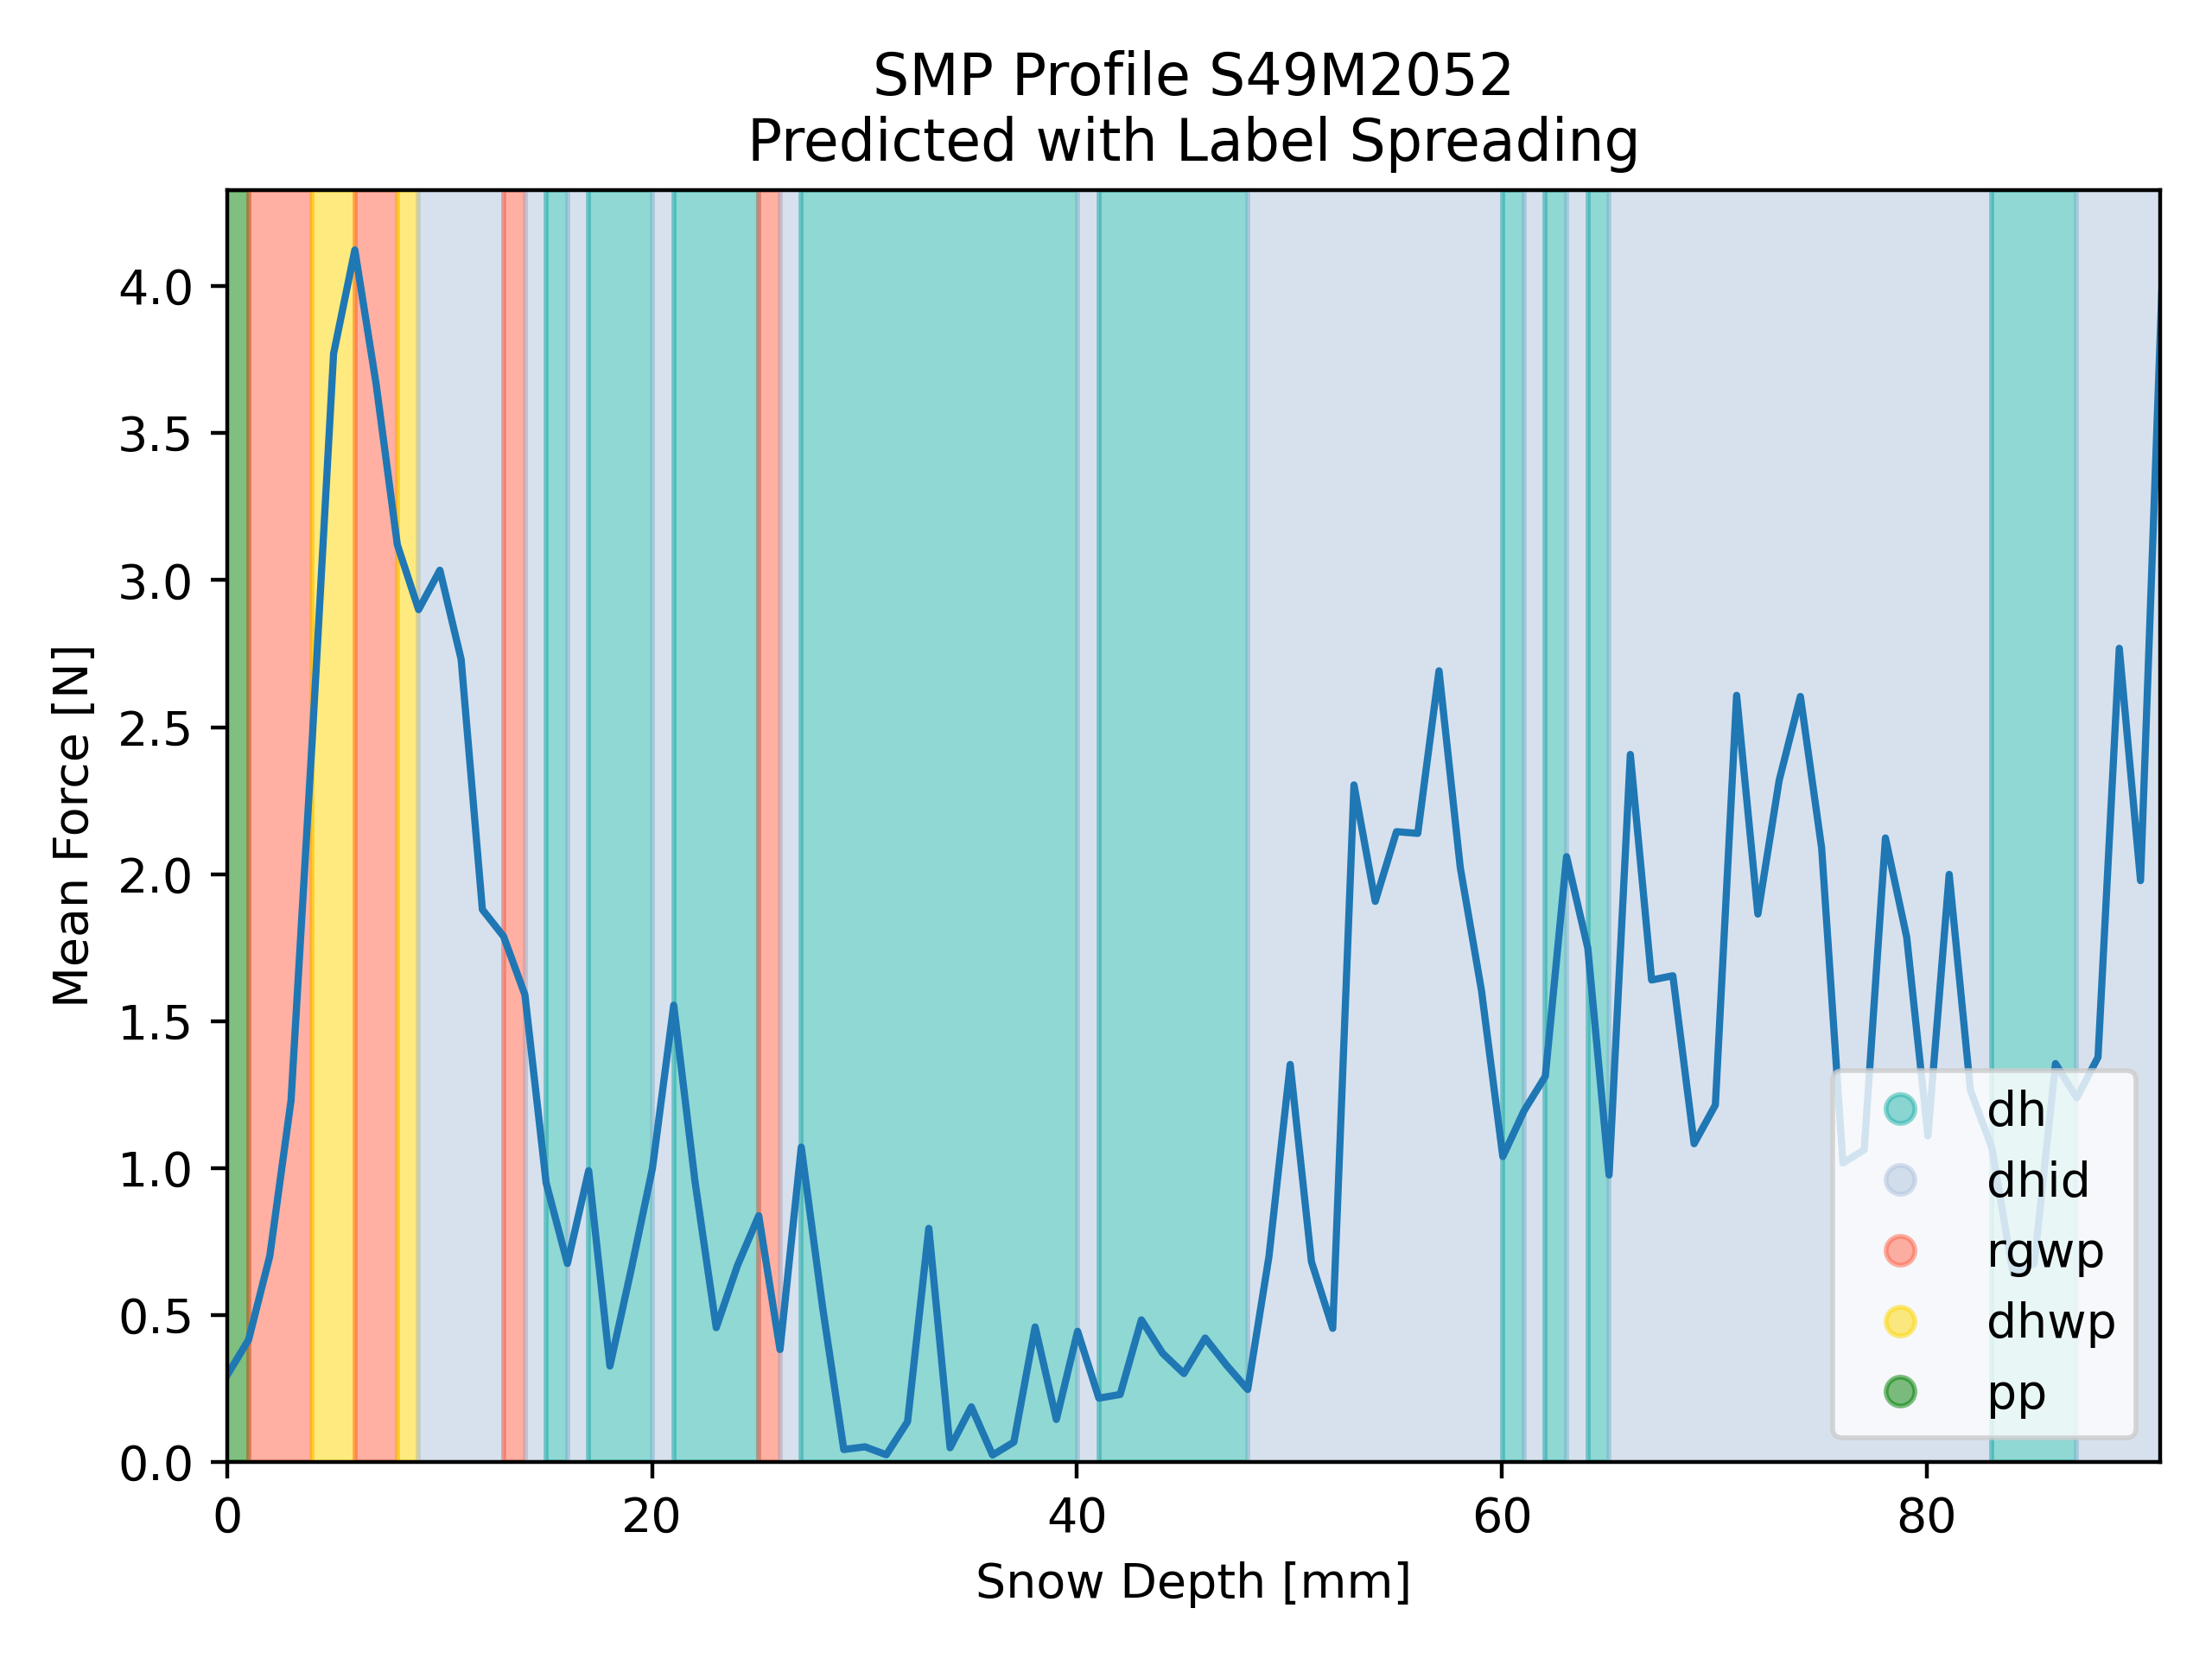 SMP Profile S49M2052
Predicted with Label Spreading
Mean Force [N]
4.0
3.5
3.0
2.5
2.0
1.5
1.0
0.5
0.0
0 20 40 60 80
Snow Depth [mm]
dh
dhid
rgwp
dhwp
pp